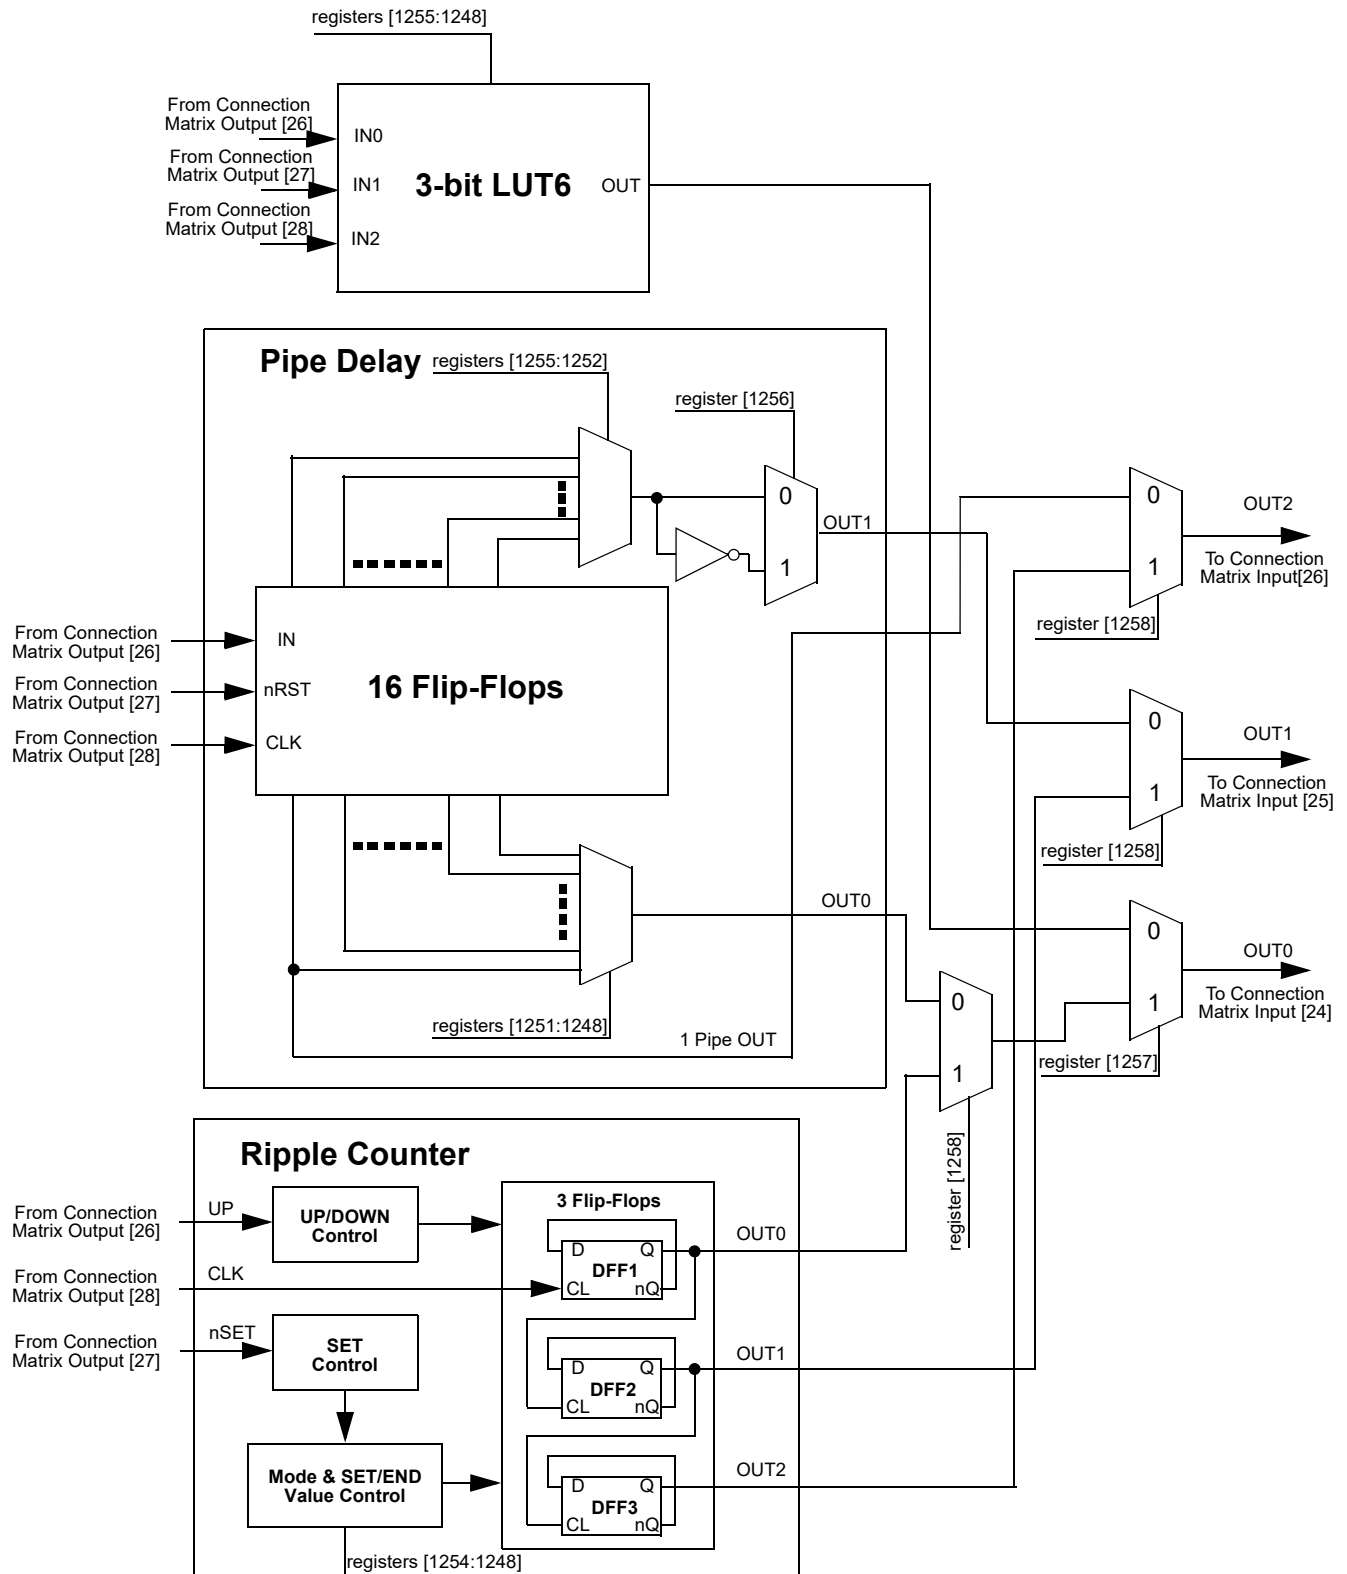 registers [1255:1248]
From Connection
Matrix Output [26]
IN0
From Connection
Matrix Output [27]
IN1
3-bit LUT6
OUT
From Connection
Matrix Output [28]
IN2
Pipe Delay
registers [1255:1252]
register [1256]
0
OUT1
1
0
OUT2
To Connection
Matrix Input[26]
1
register [1258]
From Connection
Matrix Output [26]
IN
From Connection
Matrix Output [27]
nRST
16 Flip-Flops
From Connection
Matrix Output [28]
CLK
0
OUT1
To Connection
Matrix Input [25]
1
register [1258]
OUT0
0
OUT0
To Connection
Matrix Input [24]
1
register [1257]
0
1
register [1258]
registers [1251:1248]
1 Pipe OUT
Ripple Counter
From Connection
Matrix Output [26]
UP
UP/DOWN
Control
3 Flip-Flops
D
Q
DFF1
CL
nQ
OUT0
From Connection
Matrix Output [28]
CLK
From Connection
Matrix Output [27]
nSET
SET
Control
D
Q
DFF2
CL
nQ
OUT1
Mode & SET/END
Value Control
D
Q
DFF3
CL
nQ
OUT2
registers [1254:1248]